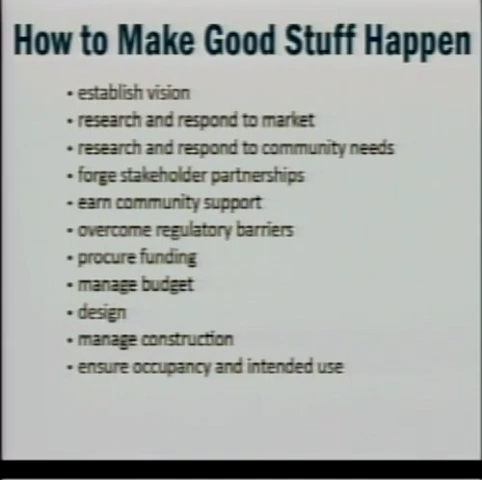 How to Make Good Stuff Happen
• establish vision
• research and respond to market
• research and respond to community needs
• forge stakeholder partnerships
• earn community support
• overcome regulatory barriers
• procure funding
• manage budget
• design
• manage construction
• ensure occupancy and intended use